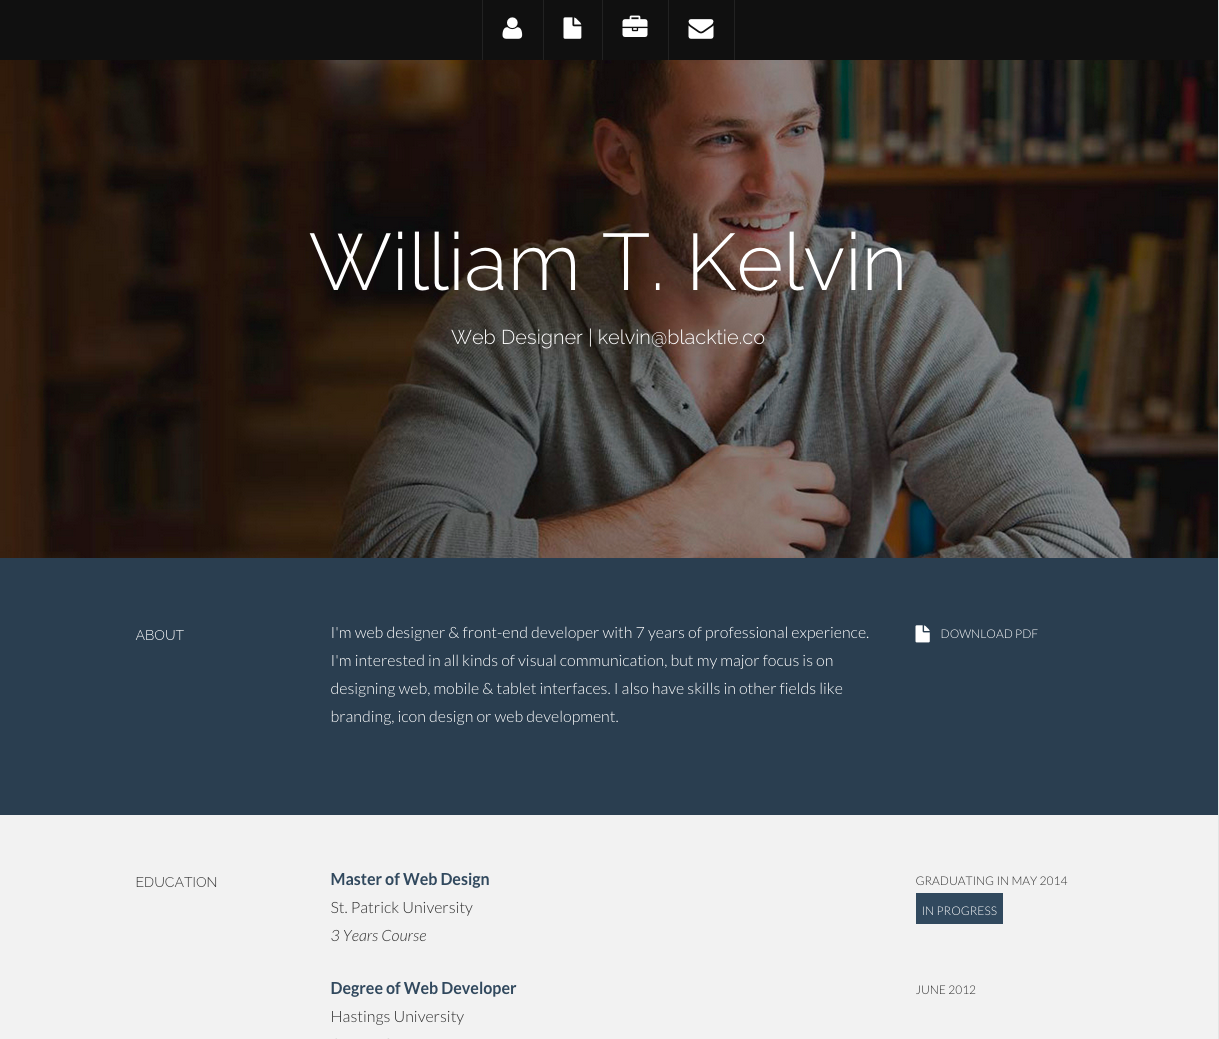 William T. Kelvin
Web Designer | kelvin@blacktie.co
ABOUT
I'm web designer & front-end developer with 7 years of professional experience.
I'm interested in all kinds of visual communication, but my major focus is on
designing web, mobile & tablet interfaces. I also have skills in other fields like
branding, icon design or web development.
DOWNLOAD PDF
EDUCATION
Master of Web Design
St. Patrick University
3 Years Course
GRADUATING IN MAY 2014
IN PROGRESS
Degree of Web Developer
Hastings University
JUNE 2012